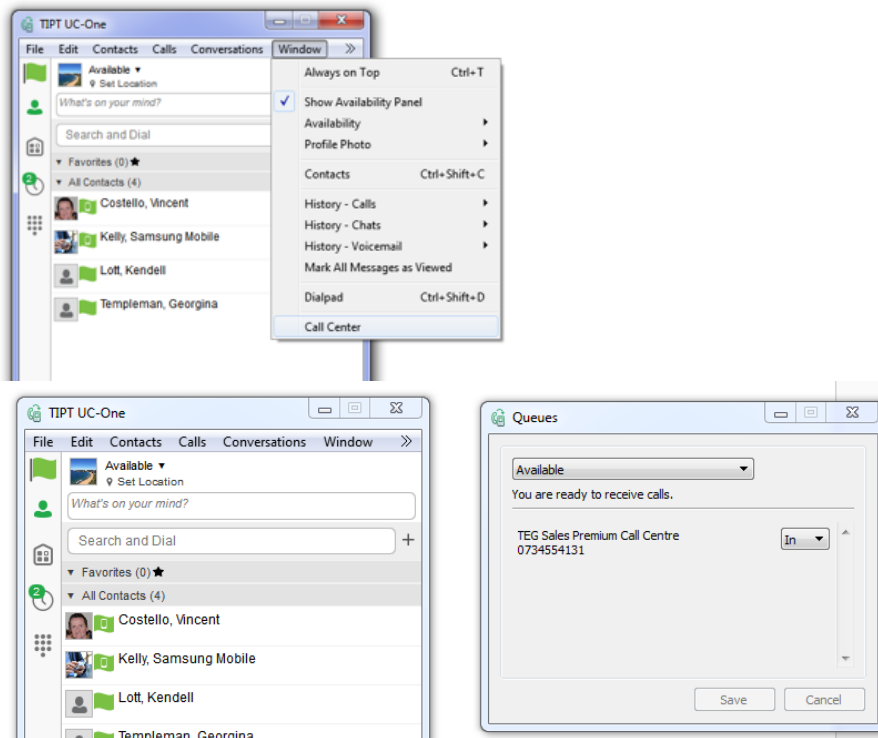 TIPT UC-One
File Edit Contacts Calls Conversations Window »
Available
Set Location
What's on your mind?
Search and Dial
Favorites (0)
All Contacts (4)
2
Costello, Vincent
Kelly, Samsung Mobile
Lott, Kendell
Templeman, Georgina
Always on Top Ctrl+T
Show Availability Panel
Availability
Profile Photo
Contacts Ctrl+Shift+C
History - Calls
History - Chats
History - Voicemail
Mark All Messages as Viewed
Dialpad Ctrl+Shift+D
Call Center
TIPT UC-One
File Edit Contacts Calls Conversations Window »
Available
Set Location
What's on your mind?
Search and Dial
Favorites (0)
All Contacts (4)
2
Costello, Vincent
Kelly, Samsung Mobile
Lott, Kendell
Templeman, Georgina
Queues
Available
You are ready to receive calls.
TEG Sales Premium Call Centre
0734554131
In
Save Cancel